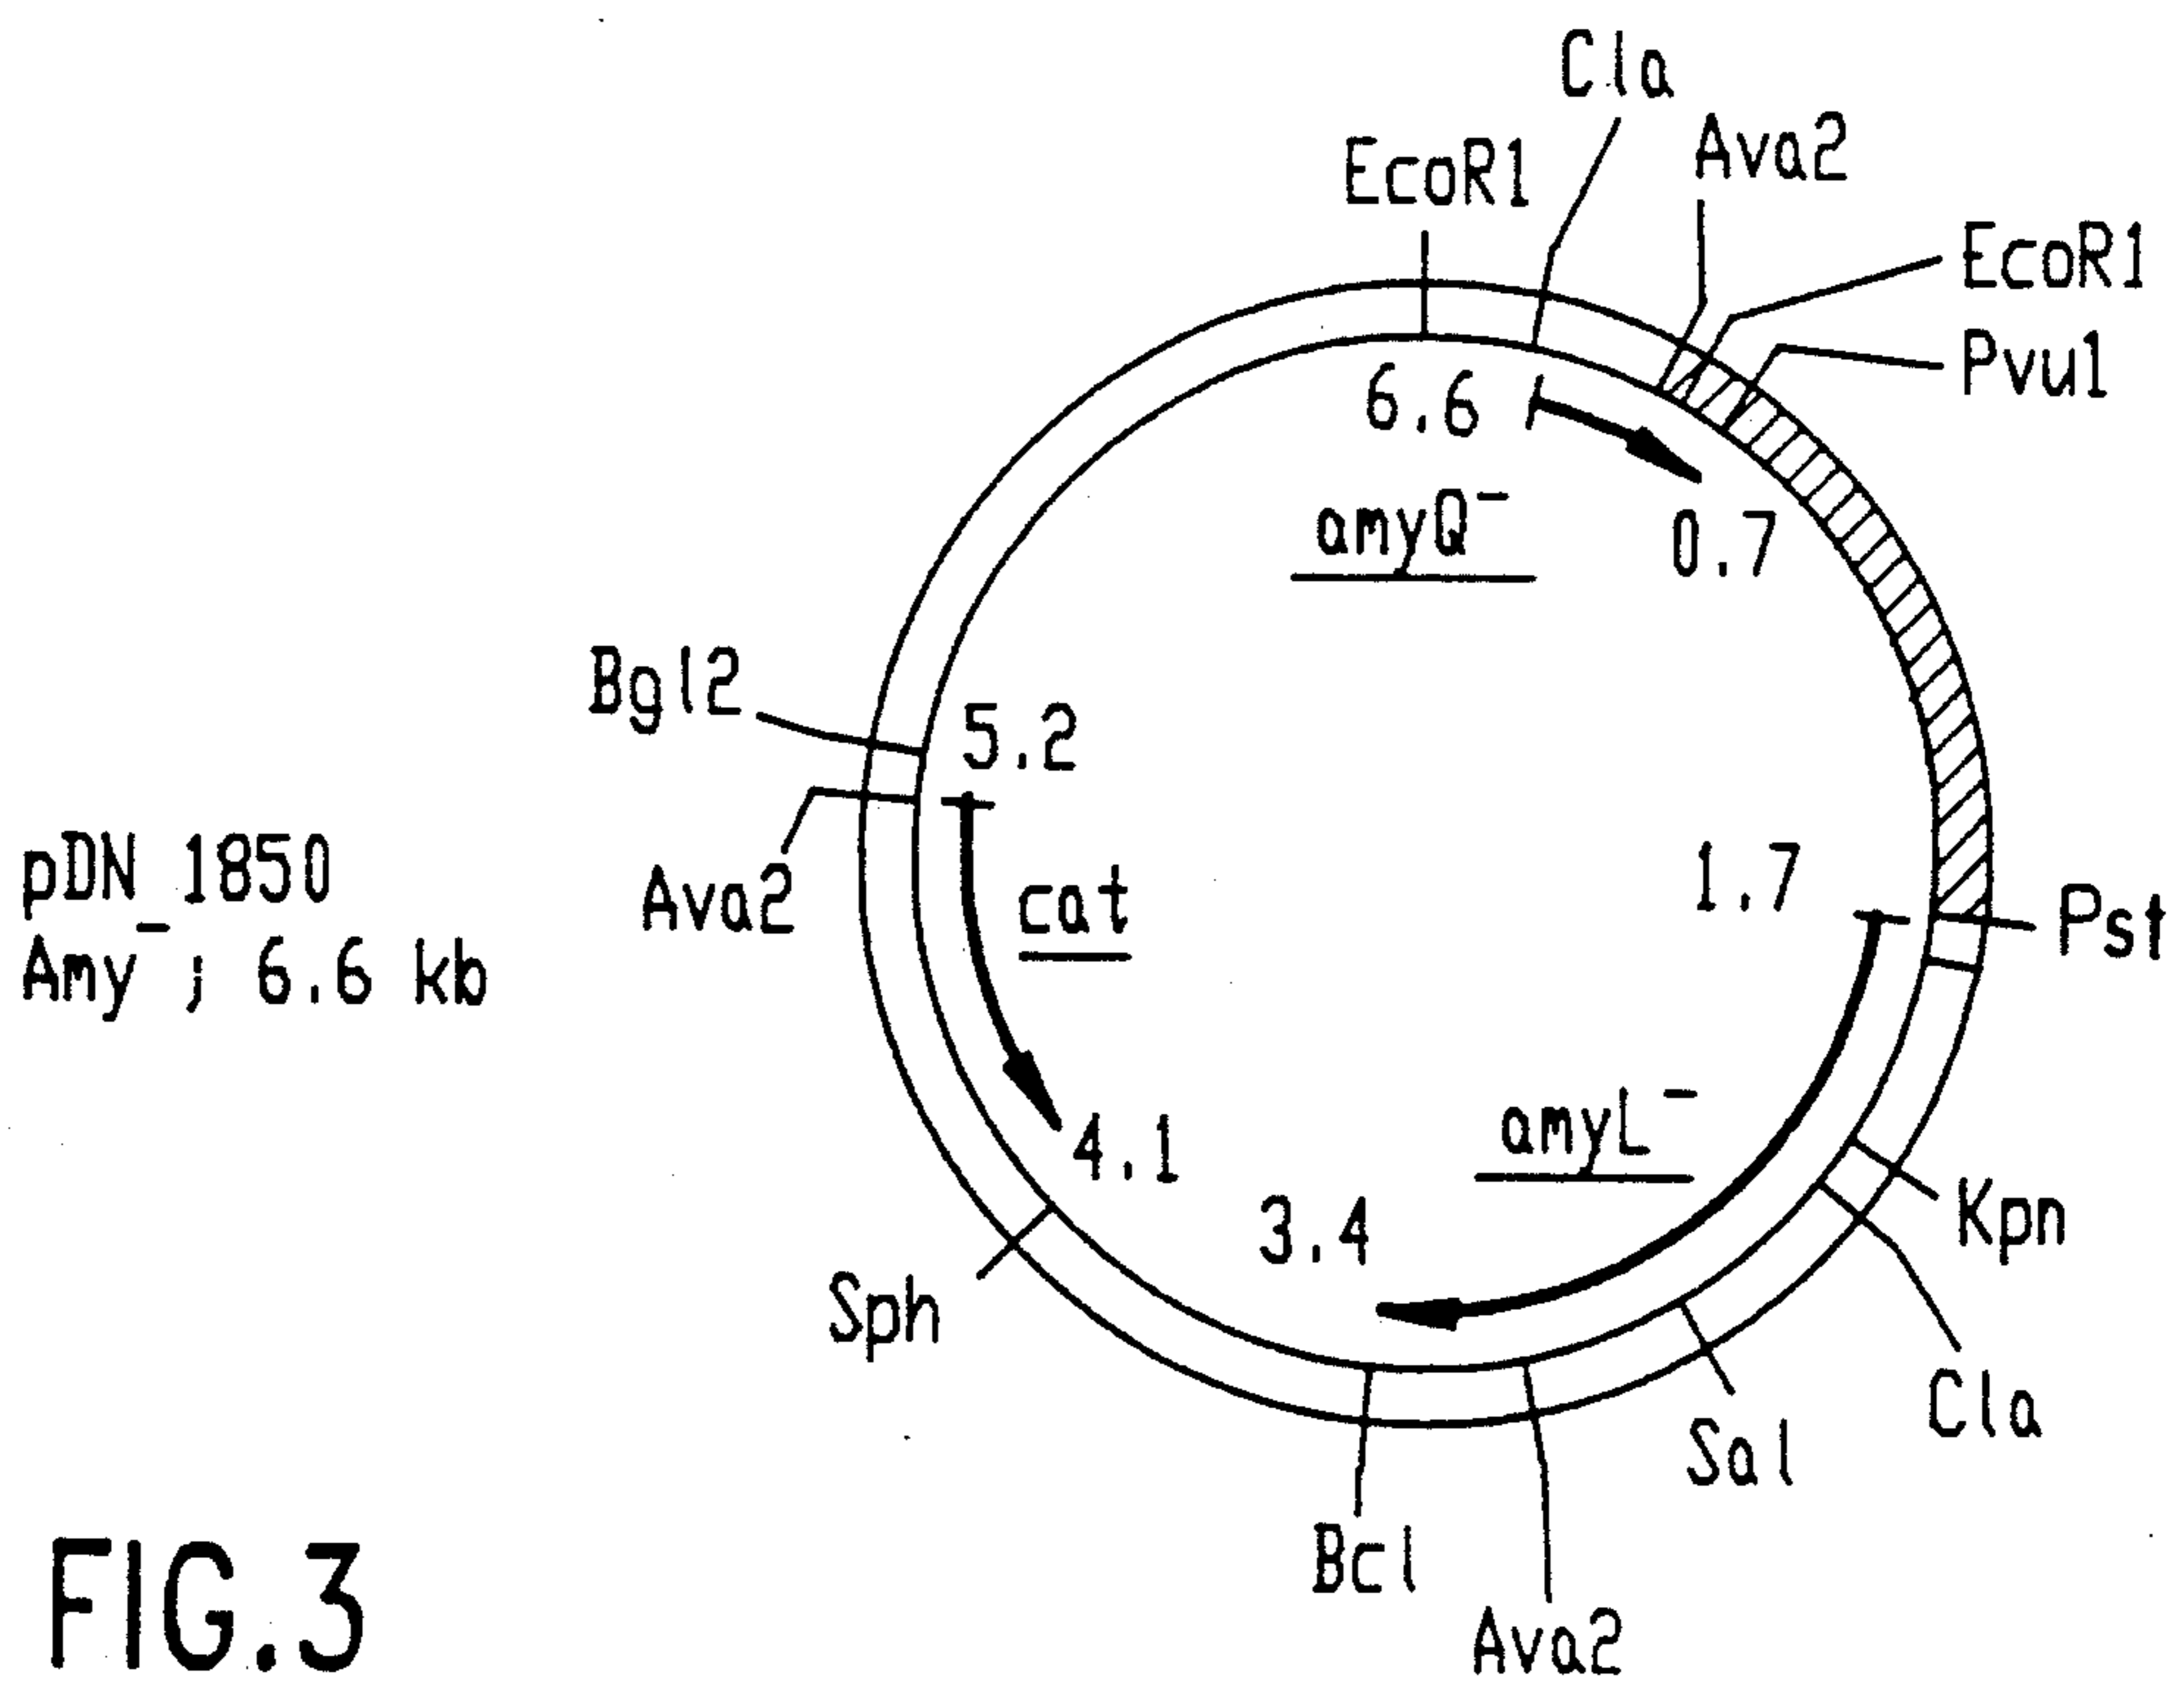 Cla
Ava2
EcoR1
EcoR1
Pvu1
6.6
amyQ⁻
0.7
Bgl2
5.2
pDN 1850
Amy⁻; 6.6 kb
Ava2
cat
1.7
Pst
4.1
amyL⁻
3.4
Kpn
Sph
Cla
Sal
Bcl
Ava2
FIG.3